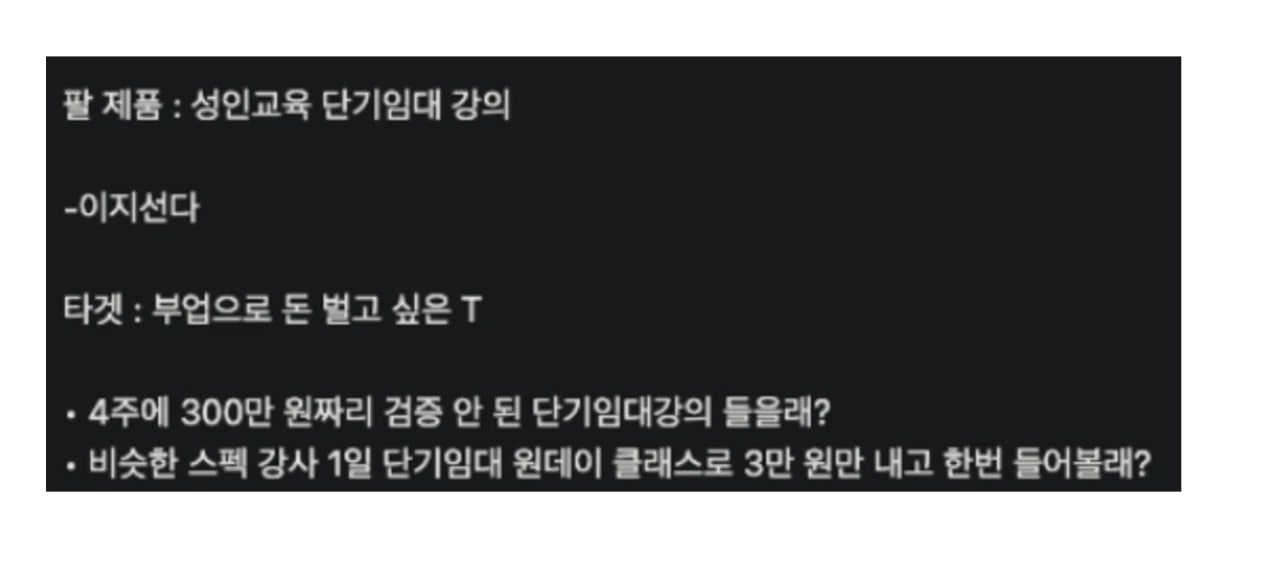 팔 제품 : 성인교육 단기임대 강의
-이지선다
타겟 : 부업으로 돈 벌고 싶은 T
• 4주에 300만 원짜리 검증 안 된 단기임대강의 들을래?
• 비슷한 스펙 강사 1일 단기임대 원데이 클래스로 3만 원만 내고 한번 들어볼래?